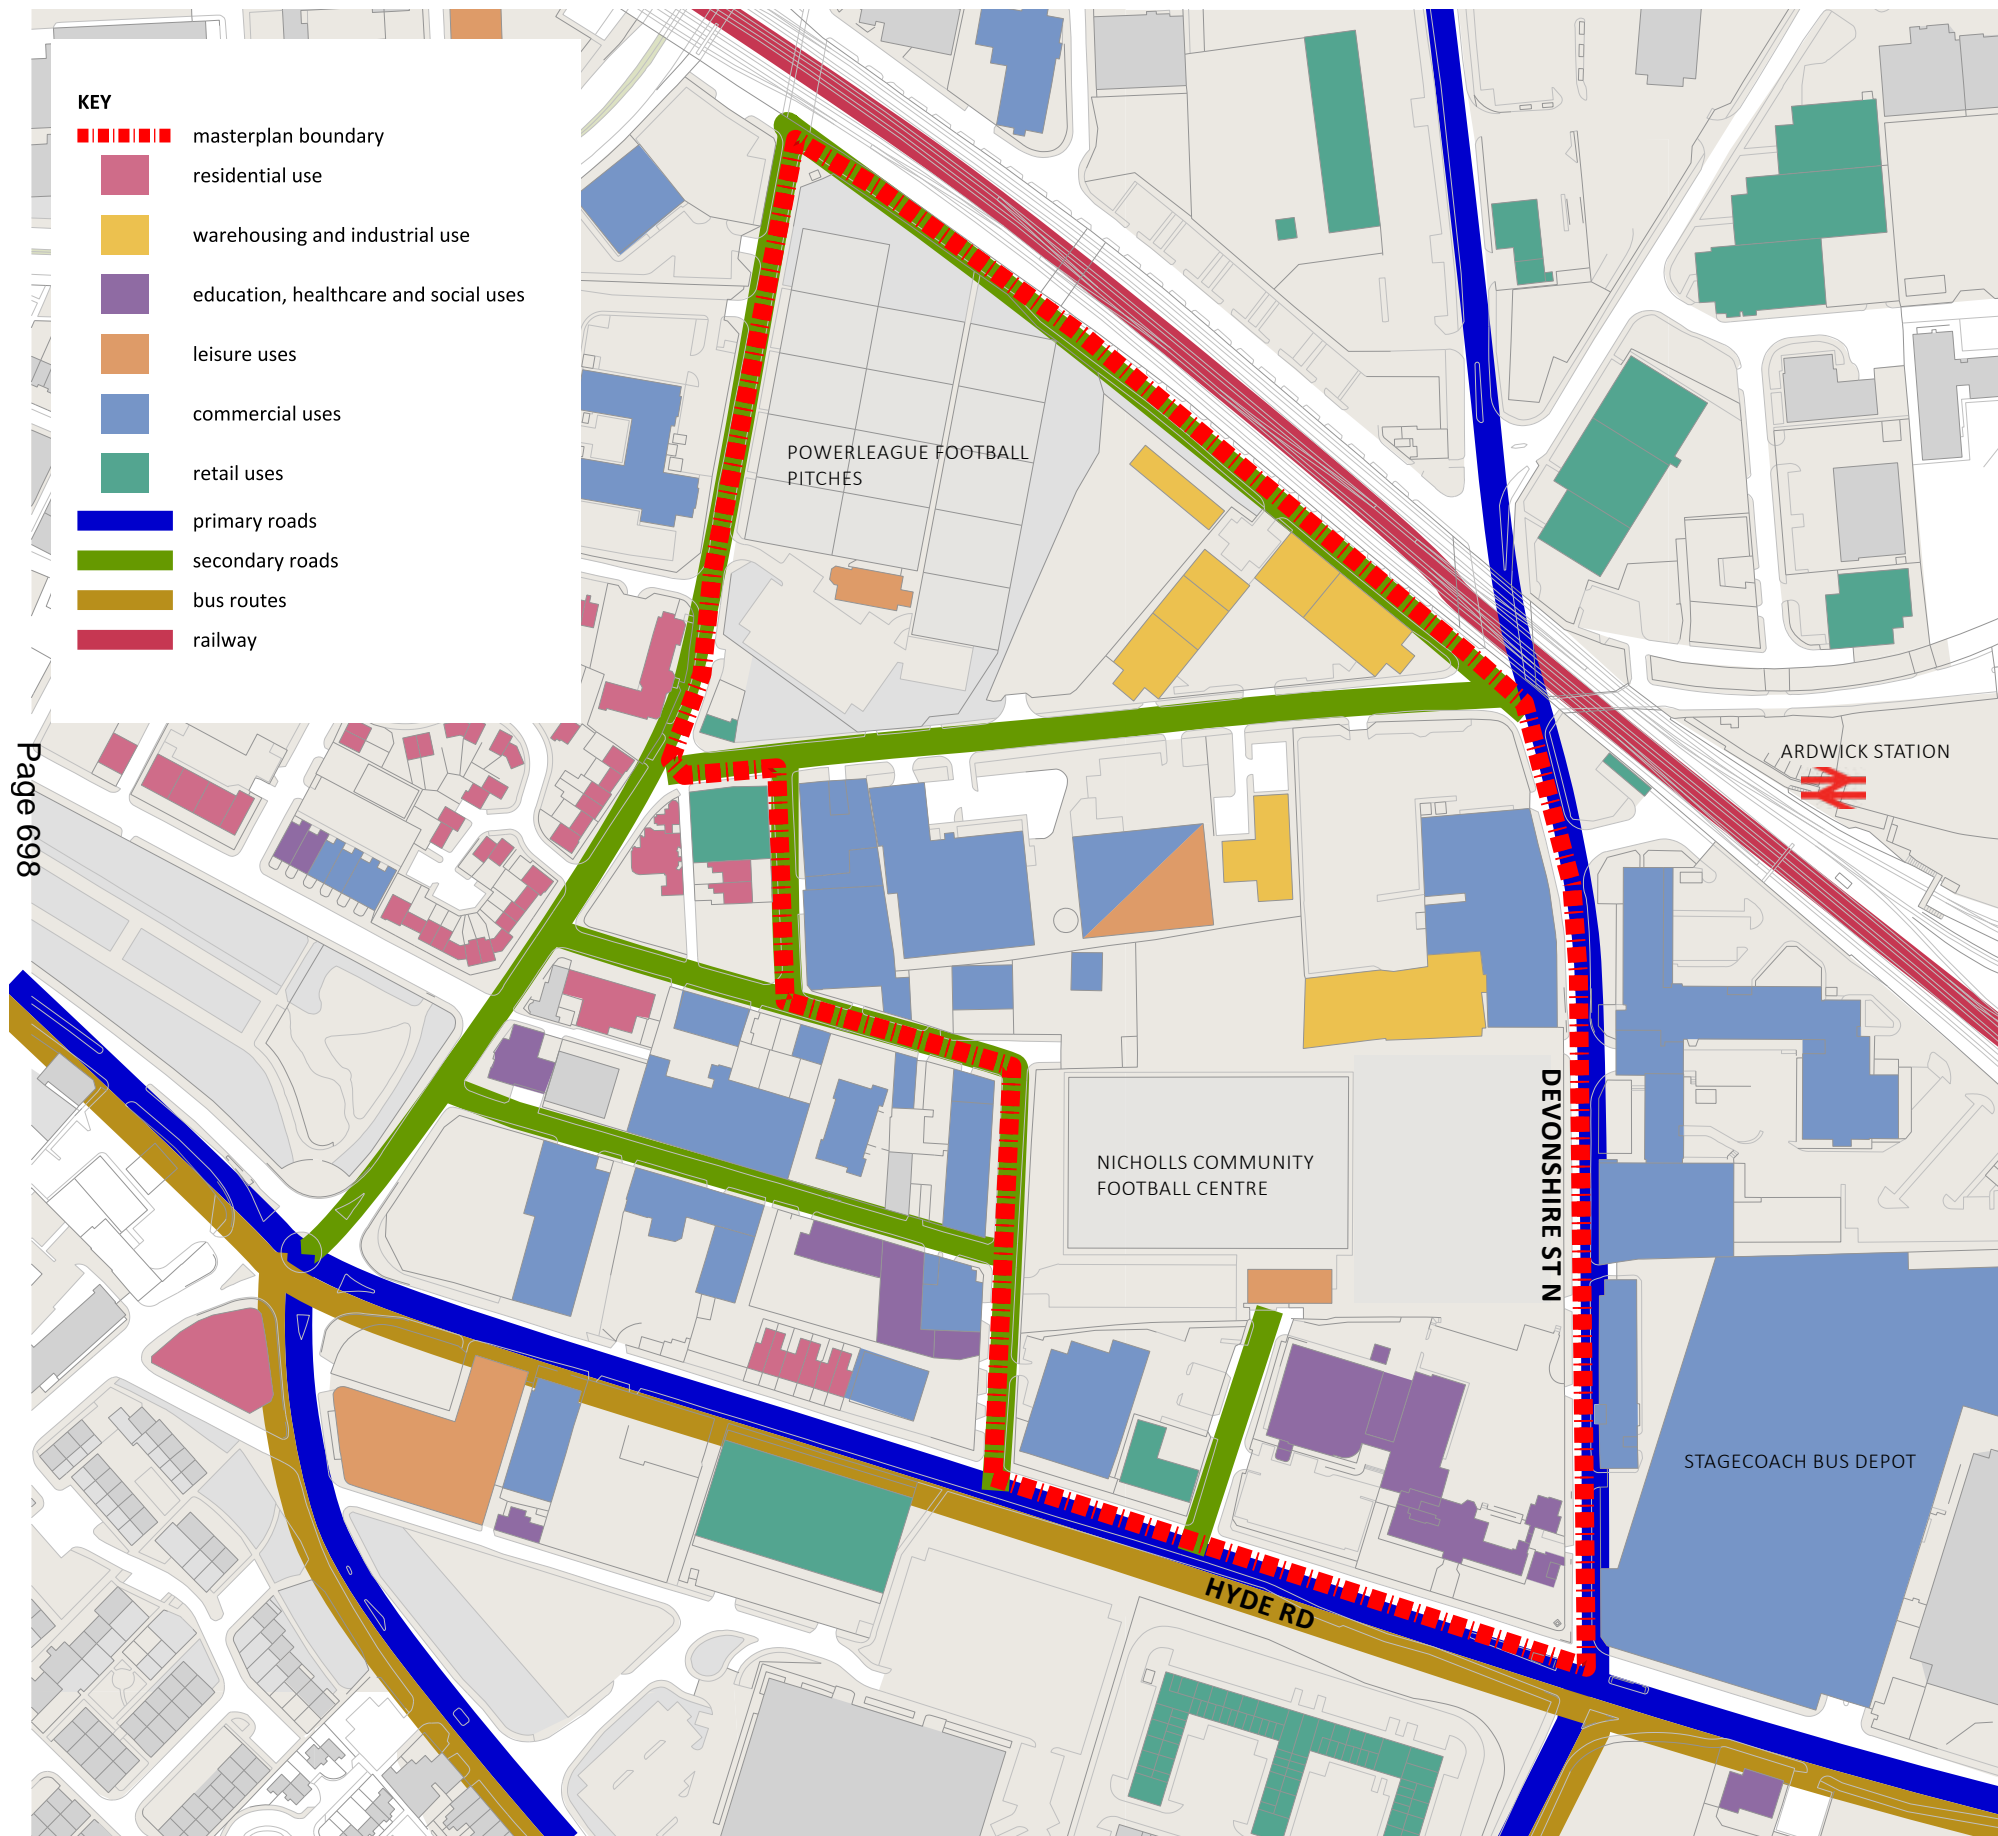 KEY
masterplan boundary
residential use
warehousing and industrial use
education, healthcare and social uses
leisure uses
commercial uses
retail uses
primary roads
secondary roads
bus routes
railway
POWERLEAGUE FOOTBALL
PITCHES
Page 698
ARDWICK STATION
DEVONSHIRE ST N
NICHOLLS COMMUNITY
FOOTBALL CENTRE
STAGECOACH BUS DEPOT
HYDE RD